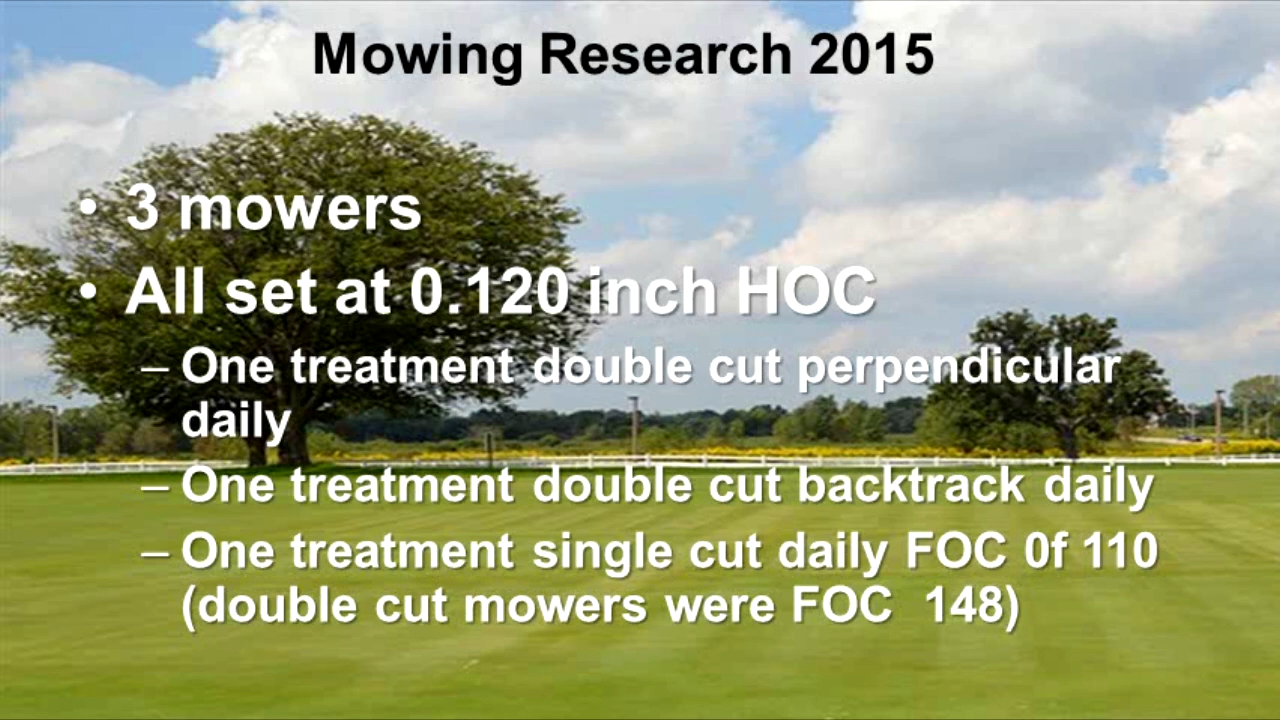 Mowing Research 2015
• 3 mowers
• All set at 0.120 inch HOC
– One treatment double cut perpendicular
daily
– One treatment double cut backtrack daily
– One treatment single cut daily FOC 0f 110
(double cut mowers were FOC  148)